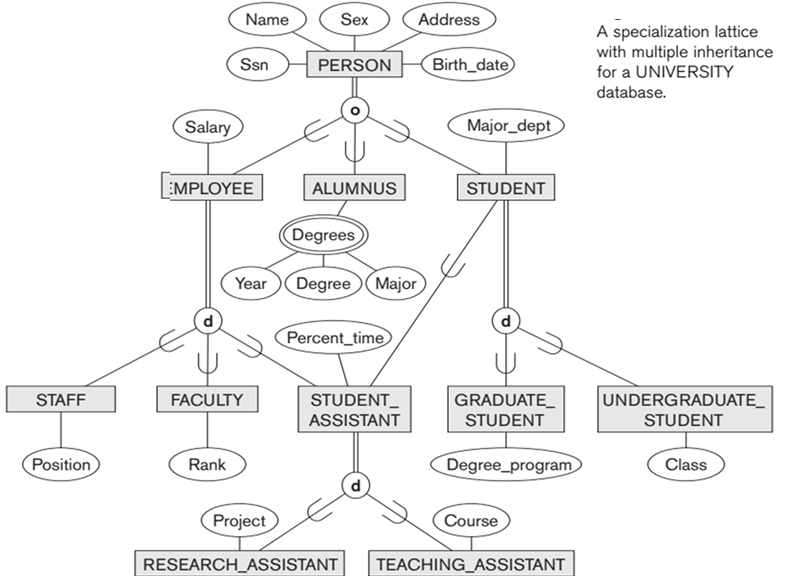 Name
Sex
Address
A specialization lattice
with multiple inheritance
for a UNIVERSITY
database.
Ssn
PERSON
Birth_date
o
Salary
Major_dept
EMPLOYEE
ALUMNUS
STUDENT
Degrees
Year
Degree
Major
d
Percent_time
d
STAFF
FACULTY
STUDENT_
ASSISTANT
GRADUATE_
STUDENT
UNDERGRADUATE_
STUDENT
Position
Rank
Degree_program
Class
d
Project
Course
RESEARCH_ASSISTANT
TEACHING_ASSISTANT